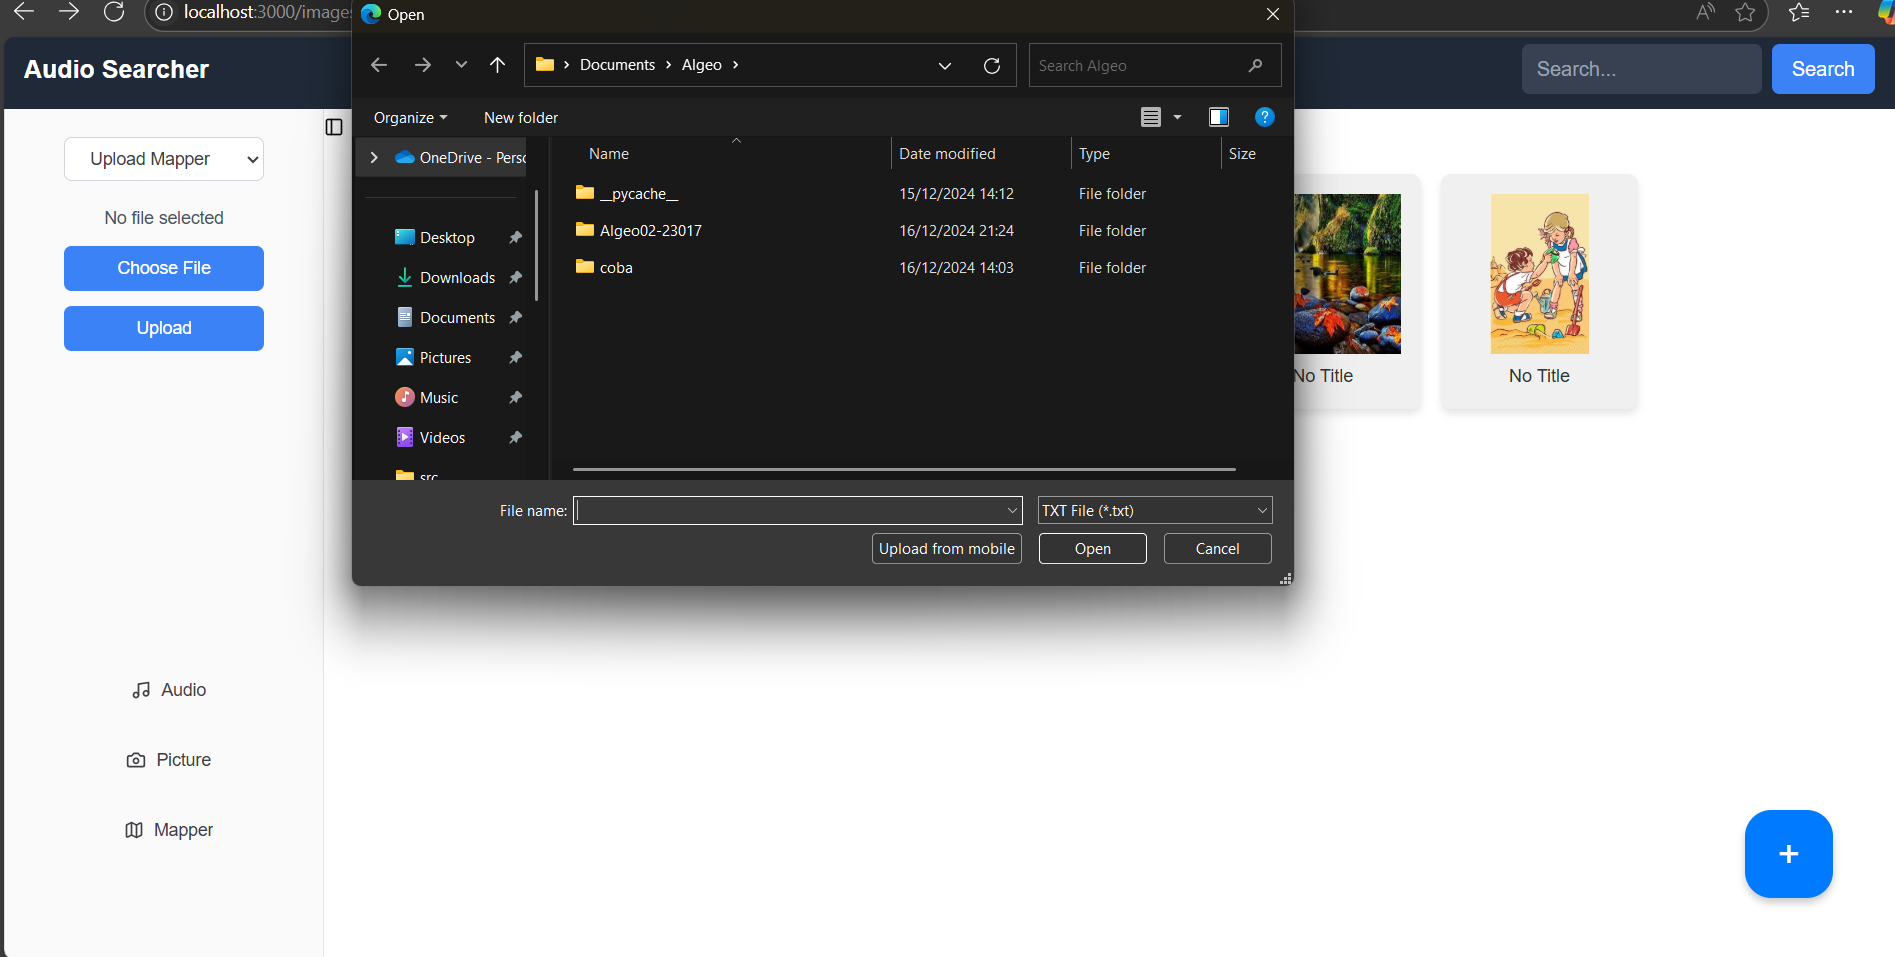 localhost:3000/images
Open
Audio Searcher
Documents
Algeo
Search Algeo
Search...
Search
Organize
New folder
Upload Mapper
No file selected
Choose File
Upload
Audio
Picture
Mapper
OneDrive - Perso
Desktop
Downloads
Documents
Pictures
Music
Videos
src
Name Date modified Type Size
__pycache__ 15/12/2024 14:12 File folder
Algeo02-23017 16/12/2024 21:24 File folder
coba 16/12/2024 14:03 File folder
File name:
TXT File (*.txt)
Upload from mobile
Open
Cancel
No Title
No Title
+